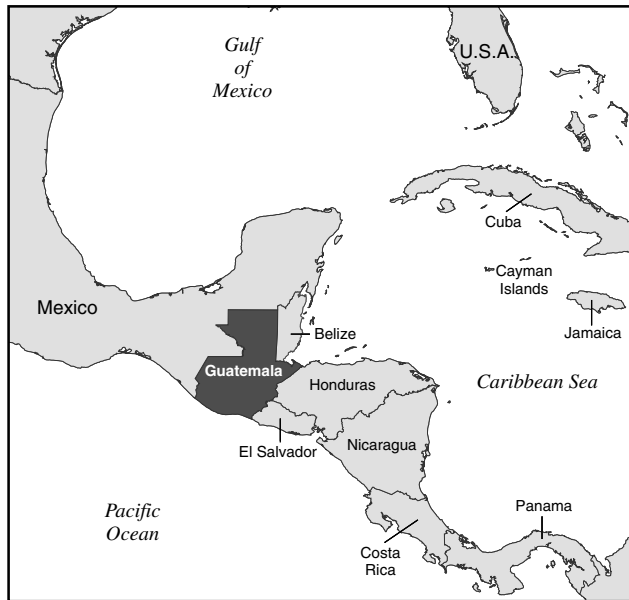 Gulf
of
Mexico
U.S.A.
Cuba
Cayman
Islands
Jamaica
Mexico
Belize
Guatemala
Honduras
Caribbean Sea
El Salvador
Nicaragua
Pacific
Ocean
Panama
Costa
Rica